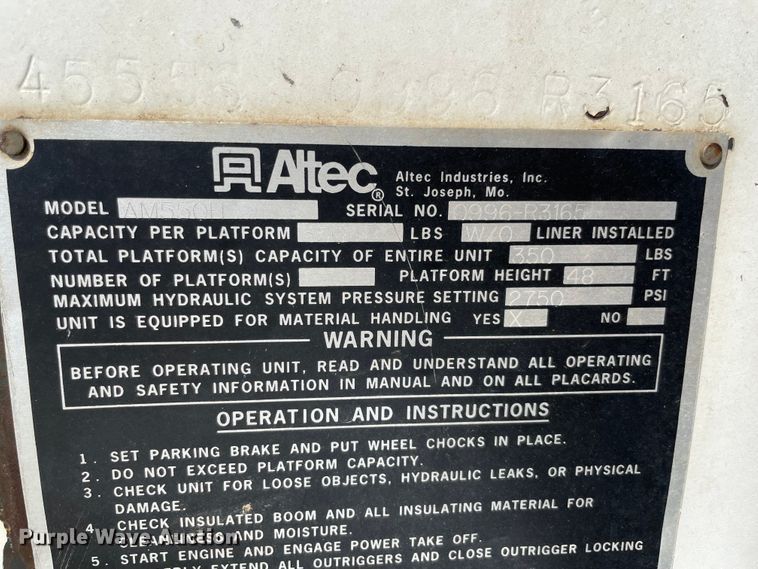 45556 0996 R3165
Altec® Altec Industries, Inc.
St. Joseph, Mo.
MODEL AM550H SERIAL NO. 0996-R3165
CAPACITY PER PLATFORM LBS W/O LINER INSTALLED
TOTAL PLATFORM(S) CAPACITY OF ENTIRE UNIT 350 LBS
NUMBER OF PLATFORM(S) PLATFORM HEIGHT 48 FT
MAXIMUM HYDRAULIC SYSTEM PRESSURE SETTING 2750 PSI
UNIT IS EQUIPPED FOR MATERIAL HANDLING YES X NO
WARNING
BEFORE OPERATING UNIT, READ AND UNDERSTAND ALL OPERATING
AND SAFETY INFORMATION IN MANUAL AND ON ALL PLACARDS.
OPERATION AND INSTRUCTIONS
1. SET PARKING BRAKE AND PUT WHEEL CHOCKS IN PLACE.
2. DO NOT EXCEED PLATFORM CAPACITY.
3. CHECK UNIT FOR LOOSE OBJECTS, HYDRAULIC LEAKS, OR PHYSICAL
DAMAGE.
4. CHECK INSULATED BOOM AND ALL INSULATING MATERIAL FOR
CLEANLINESS AND MOISTURE.
5. START ENGINE AND ENGAGE POWER TAKE OFF.
EXTEND ALL OUTRIGGERS AND CLOSE OUTRIGGER LOCKING
Purple Wave Auction